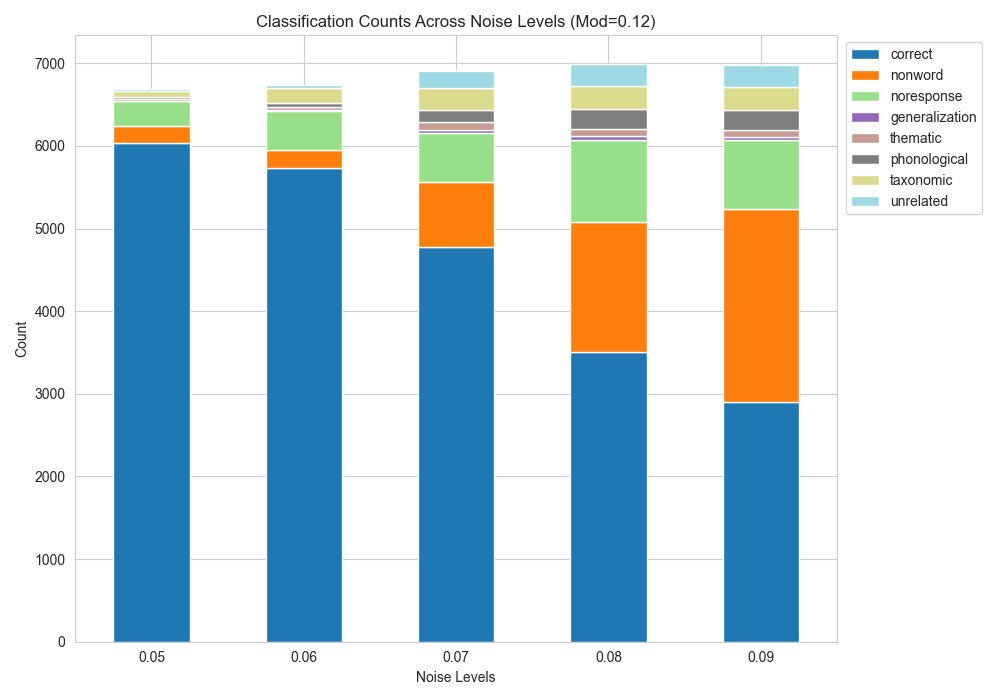 Classification Counts Across Noise Levels (Mod=0.12)
7000
6000
5000
4000
3000
2000
1000
0
Count
0.05 0.06 0.07 0.08 0.09
Noise Levels
correct
nonword
noresponse
generalization
thematic
phonological
taxonomic
unrelated